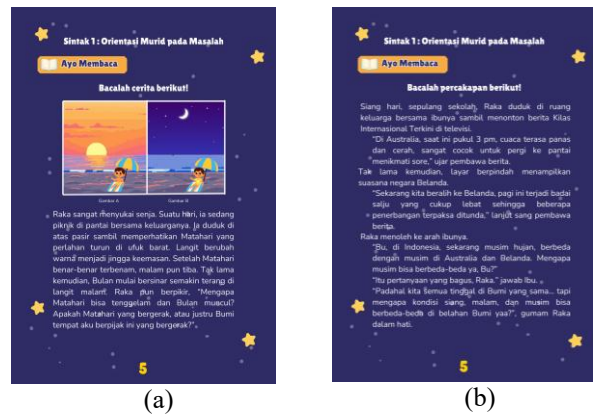 Sintak 1 : Orientasi Murid pada Masalah
Ayo Membaca
Bacalah cerita berikut!
Gambar A
Gambar B
Raka sangat menyukai senja. Suatu hari, ia sedang
piknik di pantai bersama keluarganya. Ia duduk di
atas pasir sambil memperhatikan Matahari yang
perlahan turun di ufuk barat. Langit berubah
warna menjadi jingga kemerahan. Setelah Matahari
benar-benar terbenam, malam pun tiba. Tak lama
kemudian, Bulan mulai bersinar semakin terang di
langit malam. Raka pun berpikir, "Mengapa
Matahari bisa tenggelam dan Bulan muncul?
Apakah Matahari yang bergerak, atau justru Bumi
tempat aku berpijak ini yang bergerak?".
5
(a)
Sintak 1 : Orientasi Murid pada Masalah
Ayo Membaca
Bacalah percakapan berikut!
Siang hari, sepulang sekolah, Raka duduk di ruang
keluarga bersama ibunya sambil menonton berita Kilas
Internasional Terkini di televisi.
"Di Australia, saat ini pukul 3 pm, cuaca terasa panas
dan cerah, sangat cocok untuk pergi ke pantai
menikmati sore," ujar pembawa berita.
Tak lama kemudian, layar berpindah menampilkan
suasana negara Belanda.
"Sekarang kita beralih ke Belanda, pagi ini terjadi badai
salju yang cukup lebat sehingga beberapa
penerbangan terpaksa ditunda," lanjut sang pembawa
berita.
Raka menoleh ke arah ibunya.
"Bu, di Indonesia, sekarang musim hujan, berbeda
dengan musim di Australia dan Belanda. Mengapa
musim bisa berbeda-beda ya, Bu?"
"Itu pertanyaan yang bagus, Raka," jawab Ibu.
"Padahal kita semua tinggal di Bumi yang sama... tapi
mengapa kondisi siang, malam, dan musim bisa
berbeda-beda di belahan Bumi yaa?", gumam Raka
dalam hati.
5
(b)